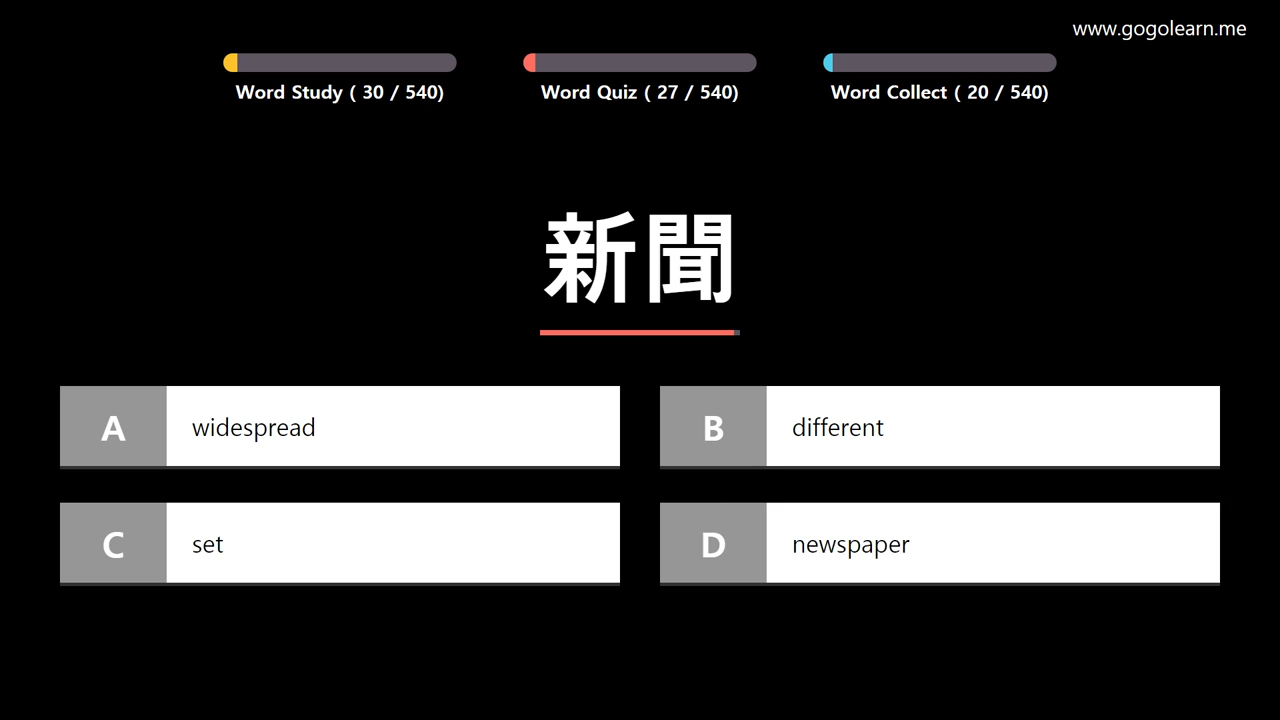 www.gogolearn.me
Word Study ( 30 / 540)
Word Quiz ( 27 / 540)
Word Collect ( 20 / 540)
新聞
A widespread
B different
C set
D newspaper